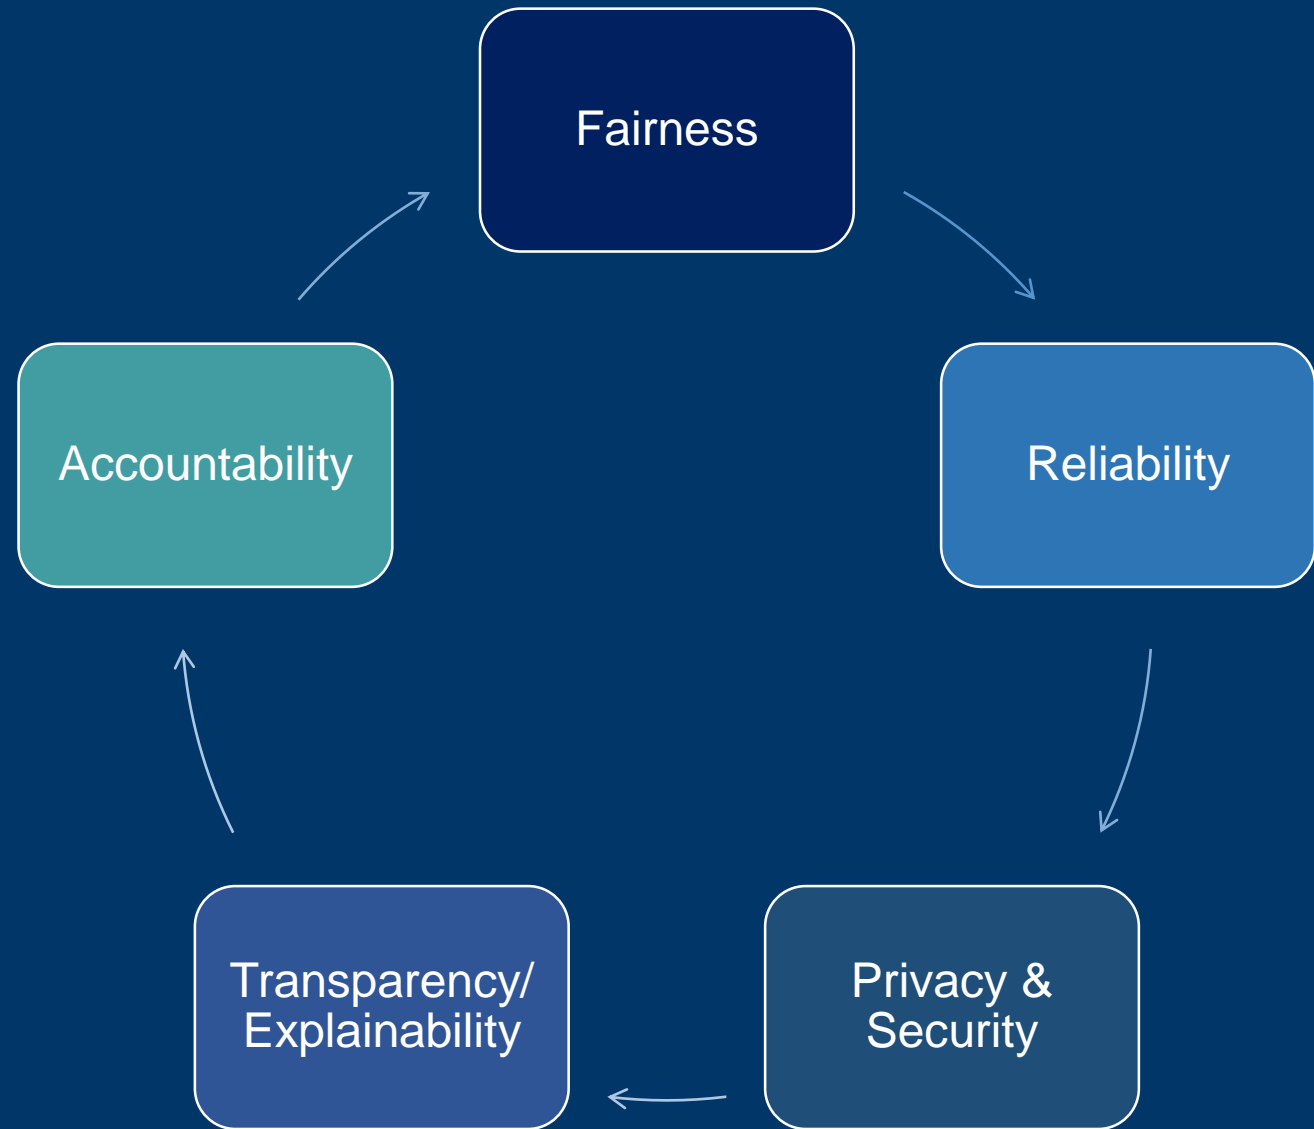 Fairness
Reliability
Privacy &
Security
Transparency/
Explainability
Accountability